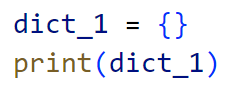 dict_1 = {}
print(dict_1)